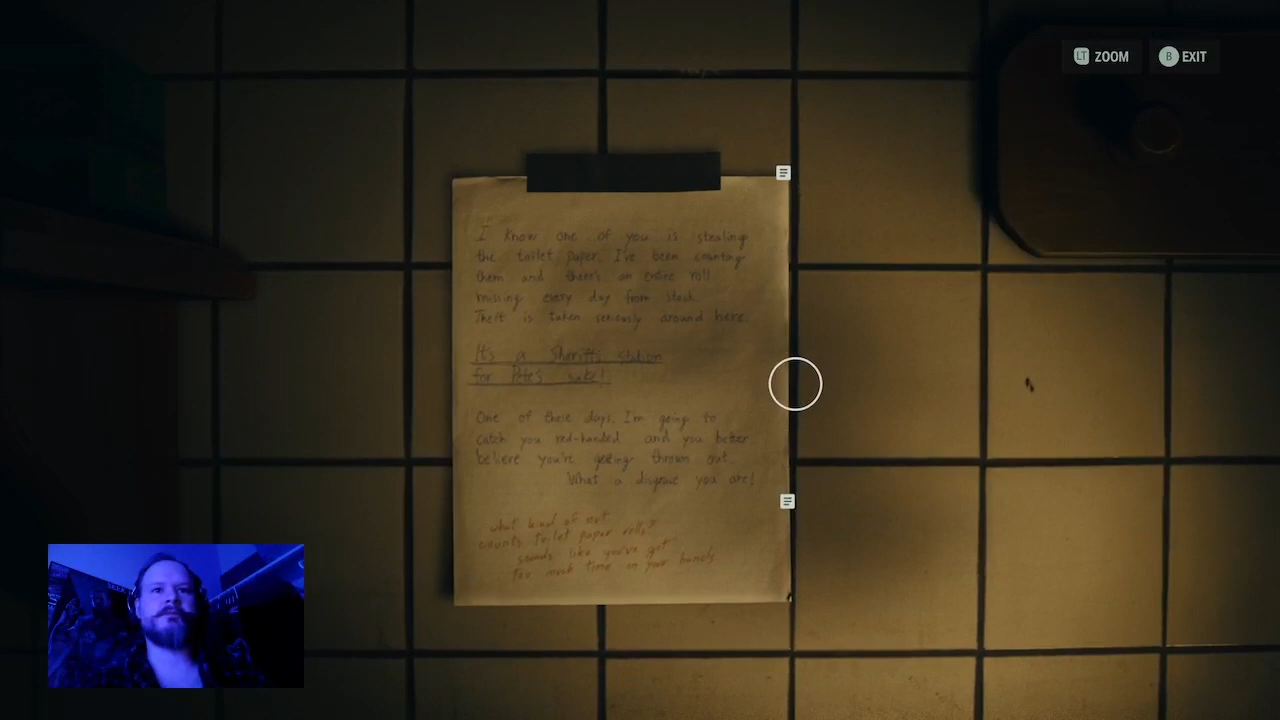 LT ZOOM B EXIT
I know one of you is stealing
the toilet paper. I've been counting
them and there's an entire roll
missing every day from stock.
Theft is taken seriously around here.
It's a Sheriff's station
for Pete's sake!
One of these days, I'm going to
catch you red-handed and you better
believe you're getting thrown out.
What a disgrace you are!
what kind of nut
counts toilet paper rolls?
sounds like you've got
too much time on your hands